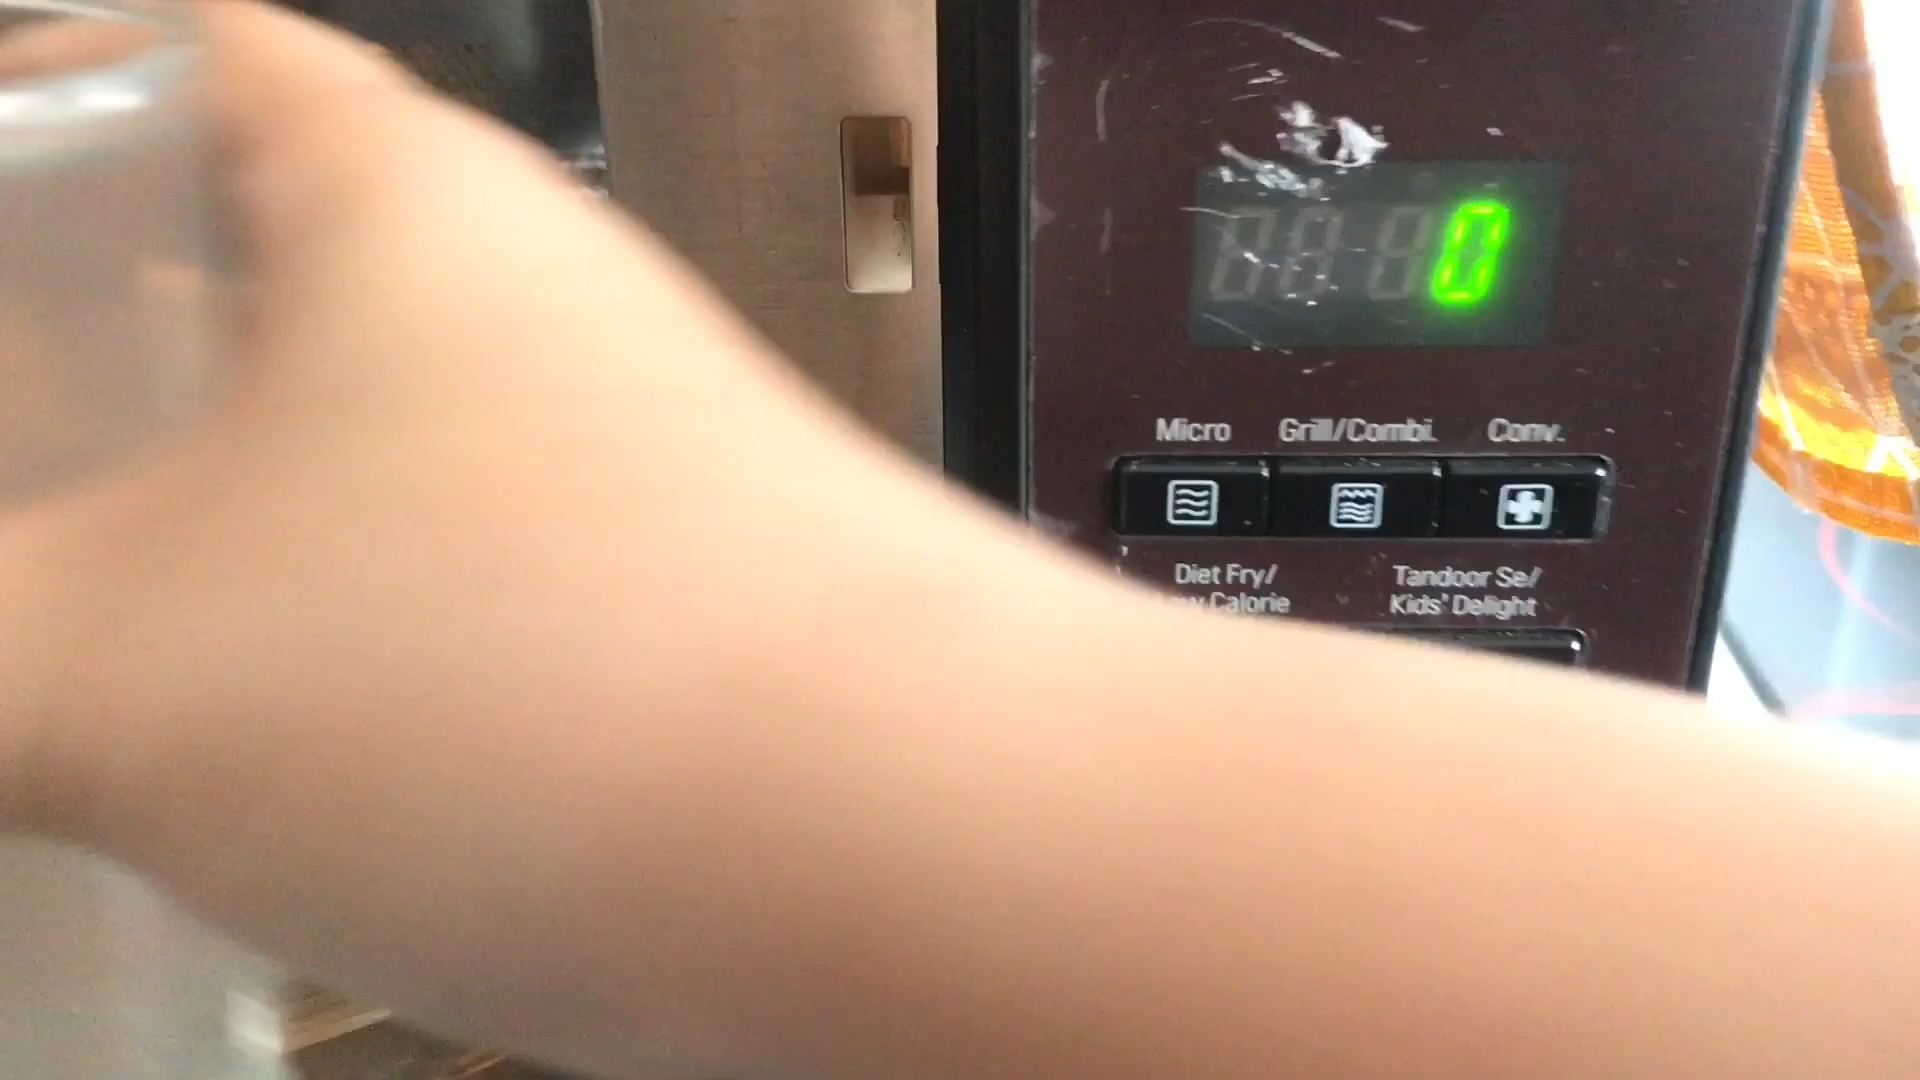 0
Micro Grill/Combi. Conv.
Diet Fry/ Tandoor Se/
Calorie Kids' Delight